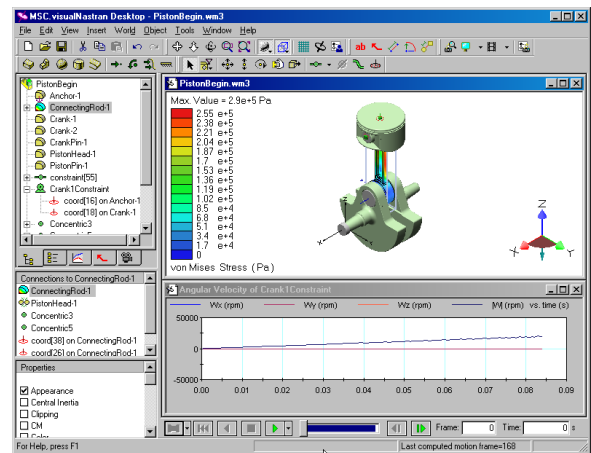 MSC.visualNastran Desktop - PistonBegin.wm3
File Edit View Insert World Object Tools Window Help
PistonBegin
Anchor-1
ConnectingRod-1
Crank-1
Crank-2
CrankPin-1
PistonHead-1
PistonPin-1
constraint[55]
Crank1Constraint
coord[16] on Anchor-1
coord[18] on Crank-1
Concentric3
Connections to ConnectingRod-1
ConnectingRod-1
PistonHead-1
Concentric3
Concentric5
coord[38] on ConnectingRod-1
coord[26] on ConnectingRod-1
Properties
Appearance
Central Inertia
Clipping
CM
Color
PistonBegin.wm3
Max. Value = 2.9e+5 Pa
2.55 e+5
2.38 e+5
2.21 e+5
2.04 e+5
1.87 e+5
1.7 e+5
1.53 e+5
1.36 e+5
1.19 e+5
1.02 e+5
8.5 e+4
6.8 e+4
5.1 e+4
3.4 e+4
1.7 e+4
0
von Mises Stress (Pa)
Z
X
Y
Angular Velocity of Crank1Constraint
Wx (rpm) Wy (rpm) Wz (rpm) |W| (rpm) vs. time (s)
50000
0
-50000
0.00 0.01 0.02 0.03 0.04 0.05 0.06 0.07 0.08 0.09
Frame: 0 Time: 0 s
For Help, press F1
Last computed motion frame=168